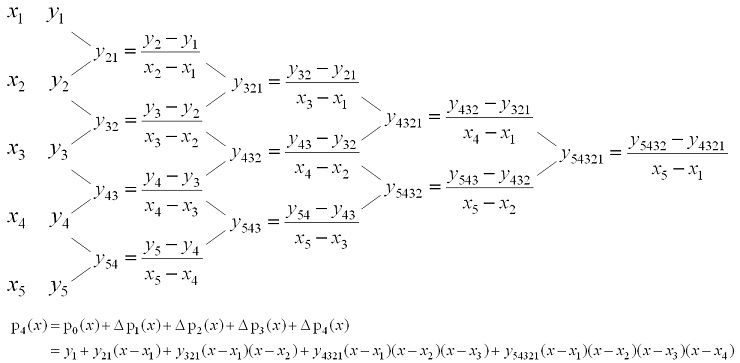 x₁ y₁
y₂₁ = (y₂ − y₁)/(x₂ − x₁)
x₂ y₂
y₃₂₁ = (y₃₂ − y₂₁)/(x₃ − x₁)
y₃₂ = (y₃ − y₂)/(x₃ − x₂)
y₄₃₂₁ = (y₄₃₂ − y₃₂₁)/(x₄ − x₁)
x₃ y₃
y₄₃₂ = (y₄₃ − y₃₂)/(x₄ − x₂)
y₅₄₃₂₁ = (y₅₄₃₂ − y₄₃₂₁)/(x₅ − x₁)
y₄₃ = (y₄ − y₃)/(x₄ − x₃)
y₅₄₃₂ = (y₅₄₃ − y₄₃₂)/(x₅ − x₂)
x₄ y₄
y₅₄₃ = (y₅₄ − y₄₃)/(x₅ − x₃)
y₅₄ = (y₅ − y₄)/(x₅ − x₄)
x₅ y₅
p₄(x) = p₀(x) + Δp₁(x) + Δp₂(x) + Δp₃(x) + Δp₄(x)
= y₁ + y₂₁(x−x₁) + y₃₂₁(x−x₁)(x−x₂) + y₄₃₂₁(x−x₁)(x−x₂)(x−x₃) + y₅₄₃₂₁(x−x₁)(x−x₂)(x−x₃)(x−x₄)